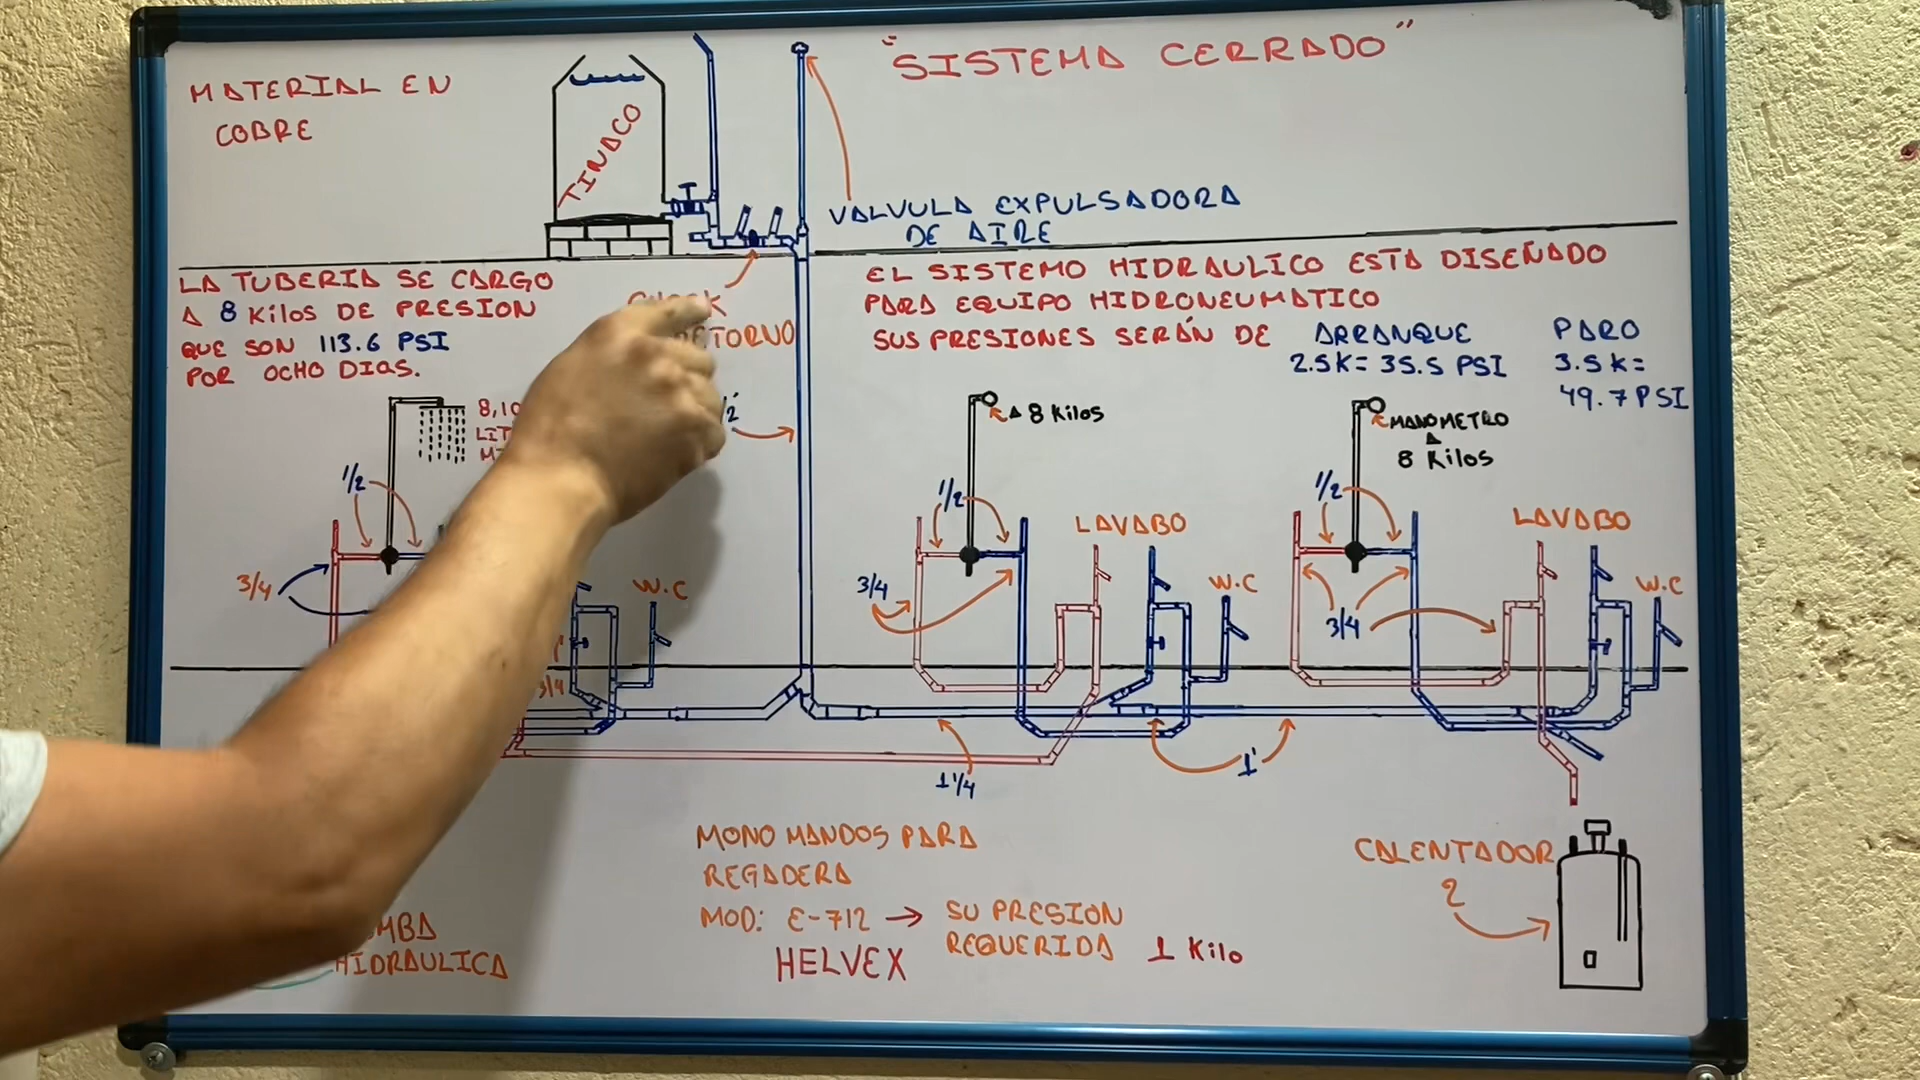 "SISTEMA CERRADO"
MATERIAL EN
COBRE
TINACO
VALVULA EXPULSADORA
DE AIRE
LA TUBERIA SE CARGO
A 8 KILOS DE PRESION
QUE SON 113.6 PSI
POR OCHO DIAS.
EL SISTEMO HIDRAULICO ESTA DISEÑADO
PARA EQUIPO HIDRONEUMATICO
SUS PRESIONES SERÁN DE
ARRANQUE
2.5K = 35.5 PSI
PARO
3.5K =
49.7 PSI
8,10
1/2
3/4
W.C
3/4
A 8 KILOS
1/2
3/4
LAVABO
W.C
MANOMETRO
A
8 KILOS
1/2
3/4
LAVABO
W.C
1 1/4
1'
MONO MANDOS PARA
REGADERA
MOD: E-712 → SU PRESION
REQUERIDA 1 Kilo
HELVEX
HIDRAULICA
CALENTADOR
2